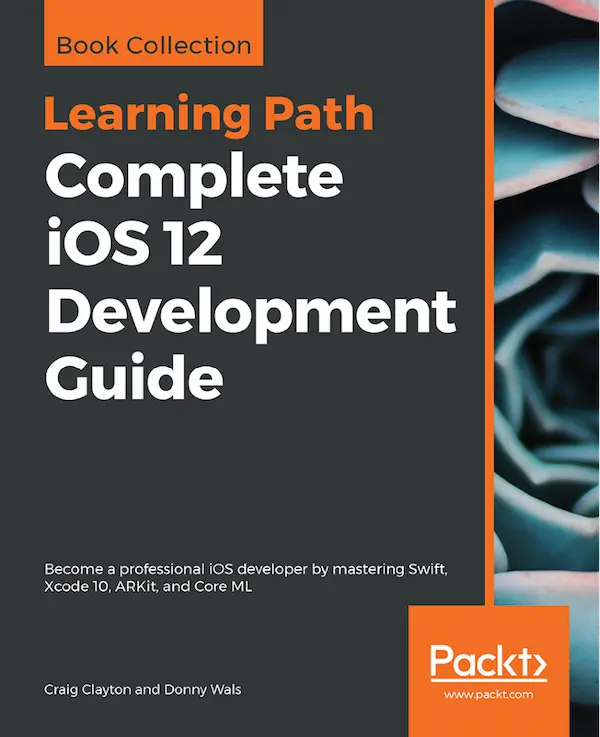 Book Collection
Learning Path
Complete
iOS 12
Development
Guide
Become a professional iOS developer by mastering Swift,
Xcode 10, ARKit, and Core ML
Craig Clayton and Donny Wals
Packt>
www.packt.com